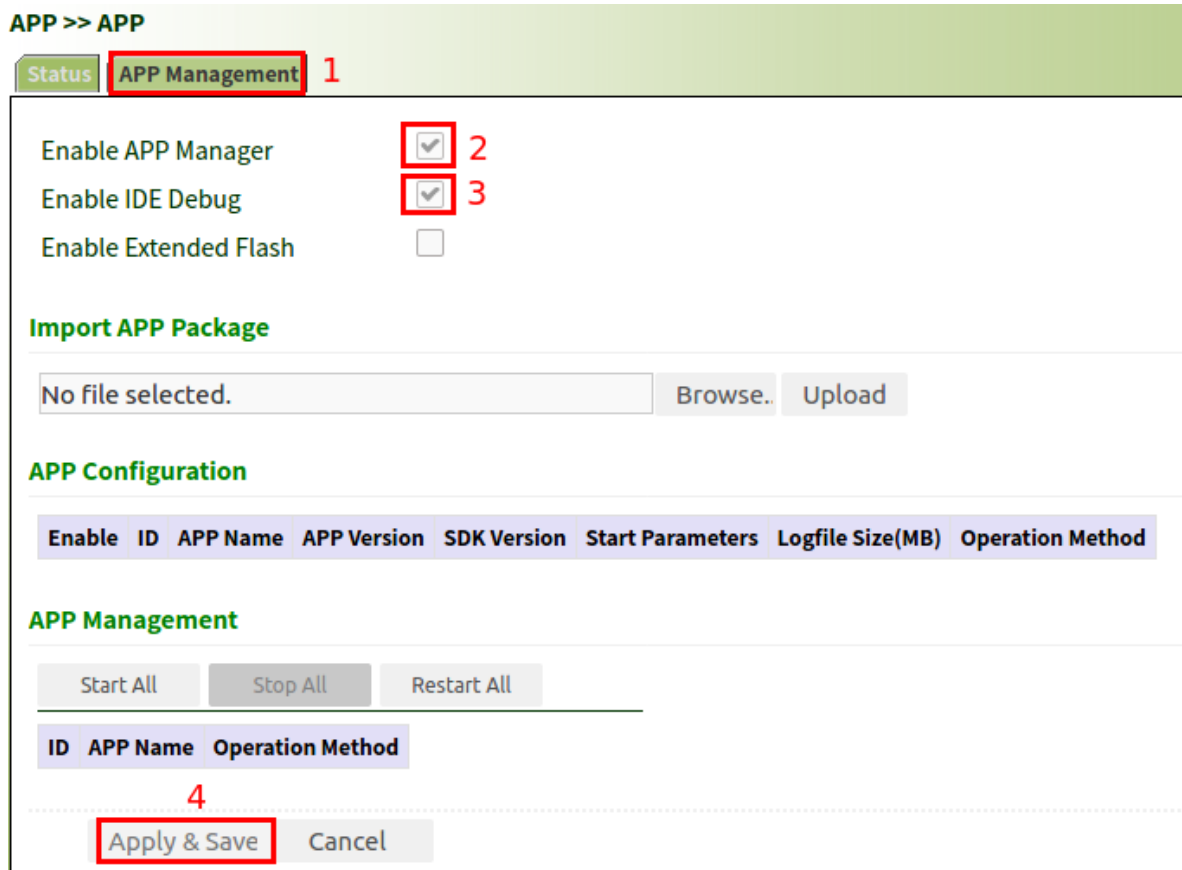 APP >> APP
Status APP Management 1
Enable APP Manager 2
Enable IDE Debug 3
Enable Extended Flash
Import APP Package
No file selected. Browse.. Upload
APP Configuration
Enable ID APP Name APP Version SDK Version Start Parameters Logfile Size(MB) Operation Method
APP Management
Start All Stop All Restart All
ID APP Name Operation Method
4
Apply & Save Cancel